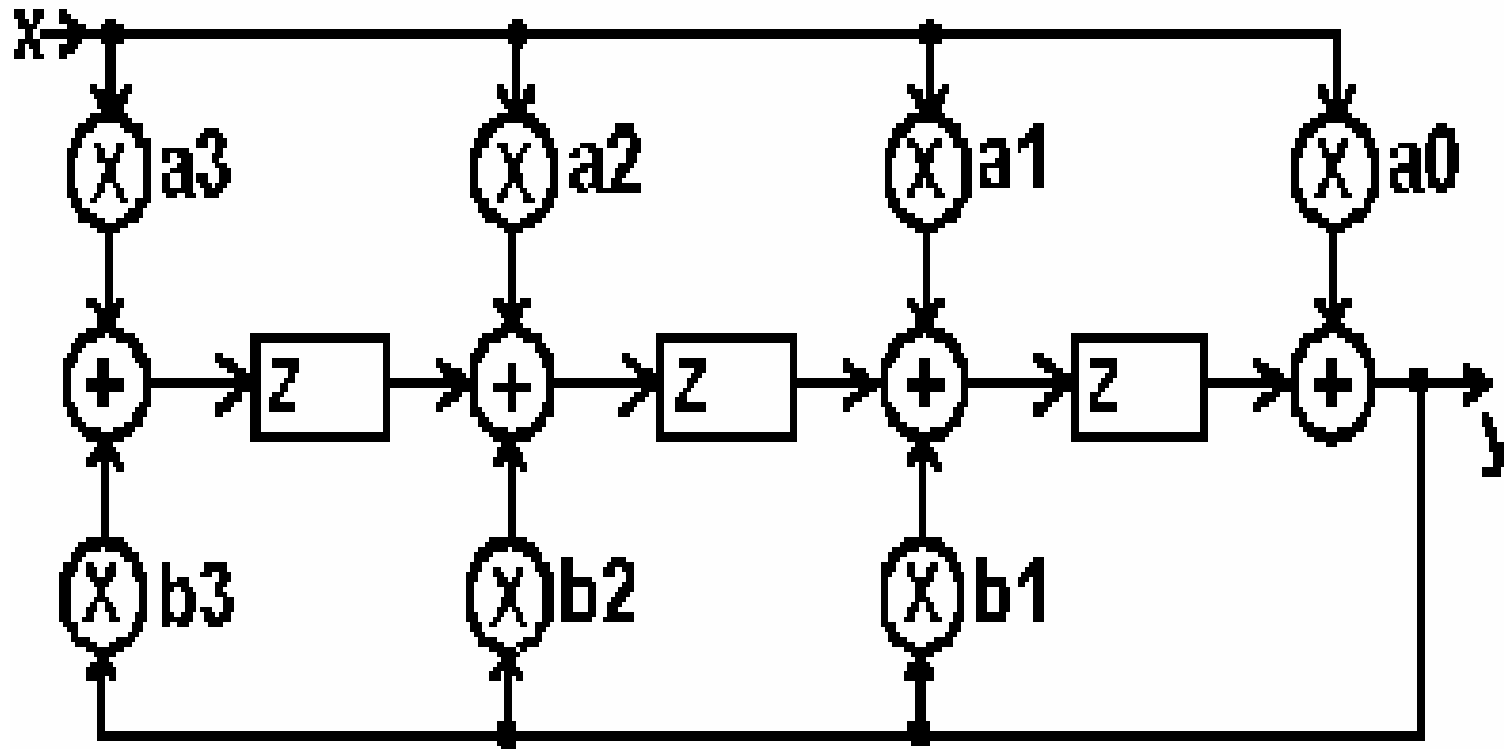 x
X a3 X a2 X a1 X a0
+ z + z + z +
y
X b3 X b2 X b1